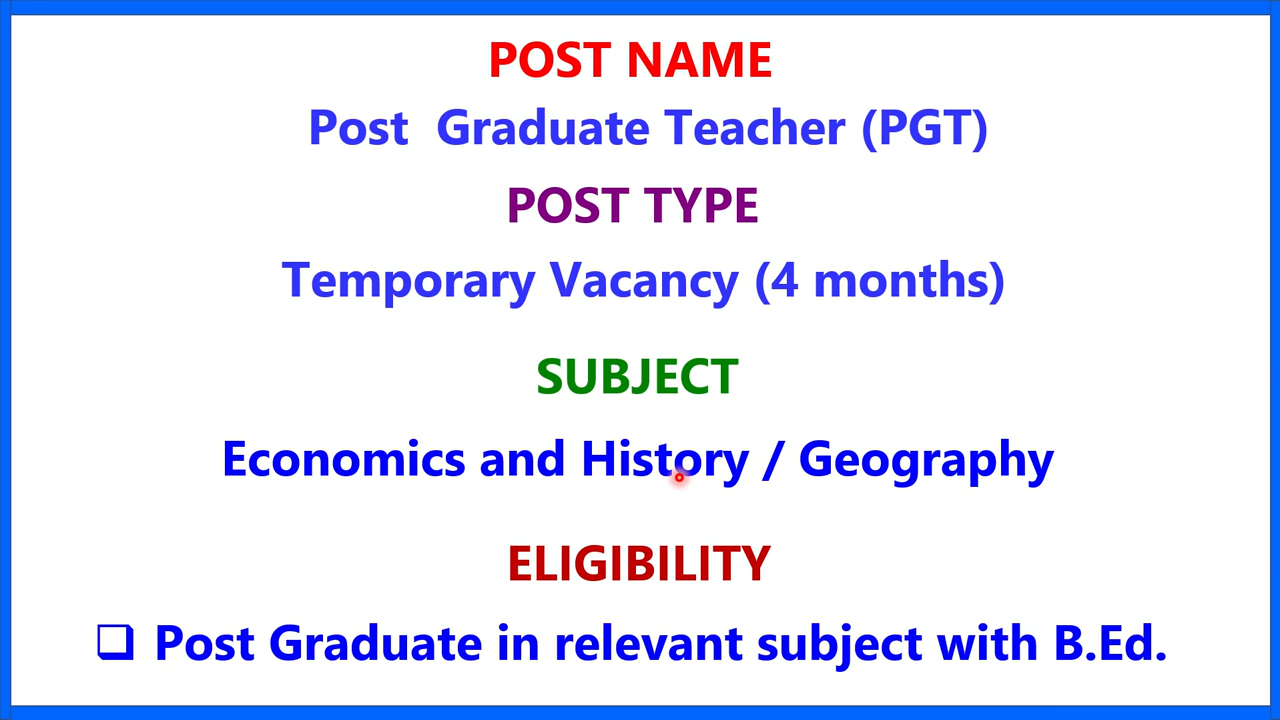 POST NAME
Post Graduate Teacher (PGT)
POST TYPE
Temporary Vacancy (4 months)
SUBJECT
Economics and History / Geography
ELIGIBILITY
❑ Post Graduate in relevant subject with B.Ed.